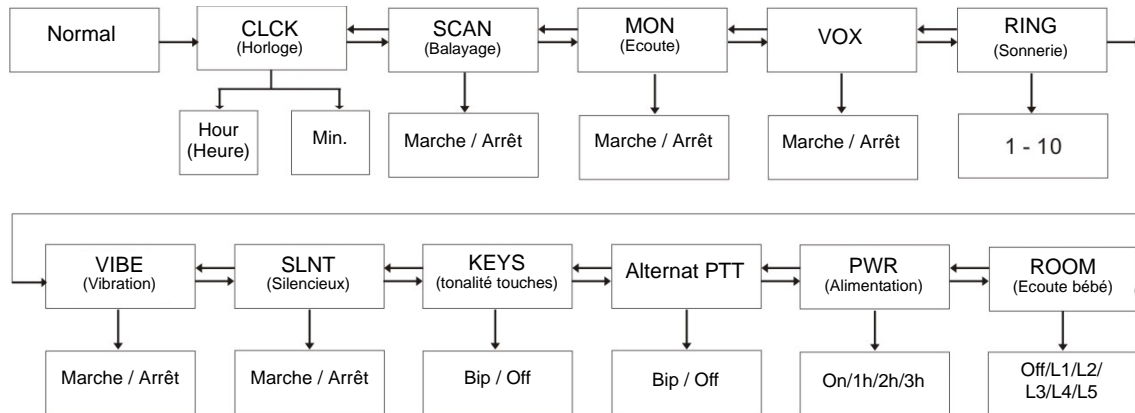 Normal
CLCK
(Horloge)
SCAN
(Balayage)
MON
(Ecoute)
VOX
RING
(Sonnerie)
Hour
(Heure)
Min.
Marche / Arrêt
Marche / Arrêt
Marche / Arrêt
1 - 10
VIBE
(Vibration)
SLNT
(Silencieux)
KEYS
(tonalité touches)
Alternat PTT
PWR
(Alimentation)
ROOM
(Ecoute bébé)
Marche / Arrêt
Marche / Arrêt
Bip / Off
Bip / Off
On/1h/2h/3h
Off/L1/L2/
L3/L4/L5